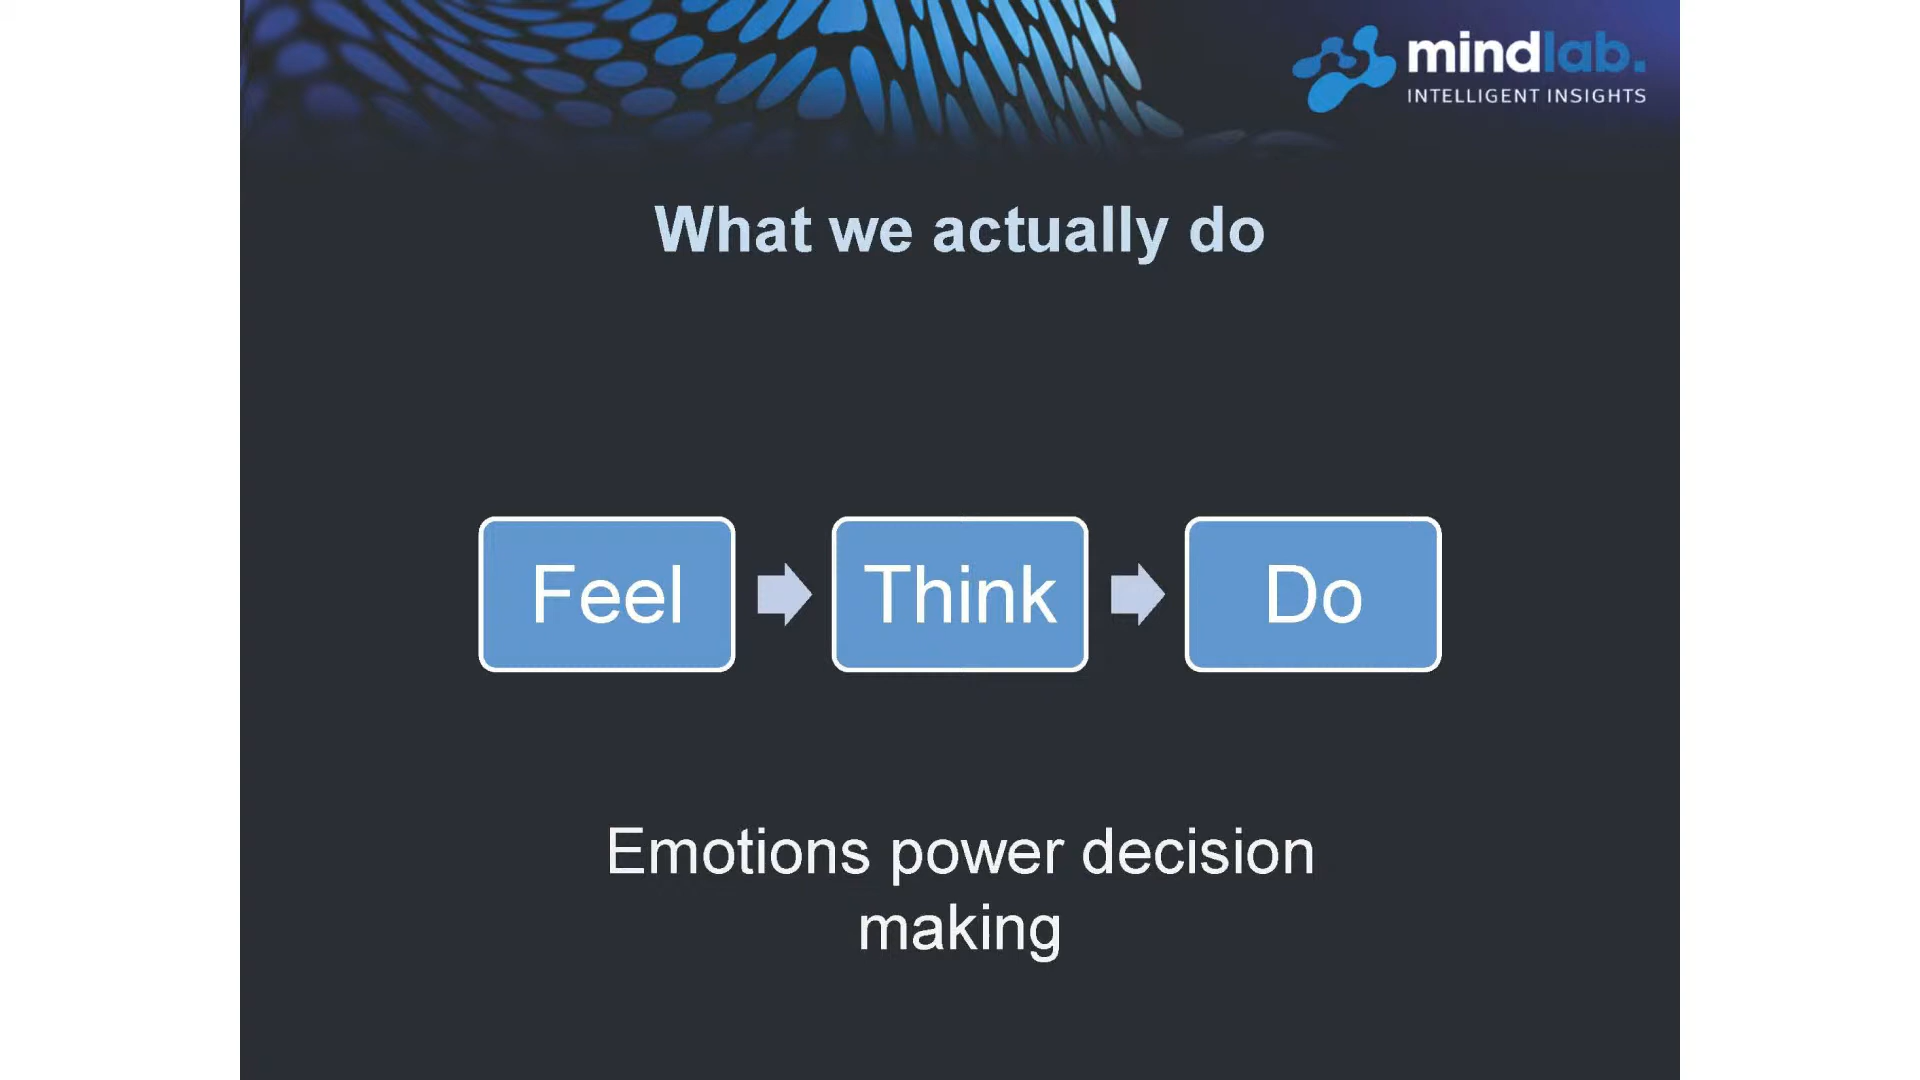 mindlab.
INTELLIGENT INSIGHTS
What we actually do
Feel
Think
Do
Emotions power decision
making